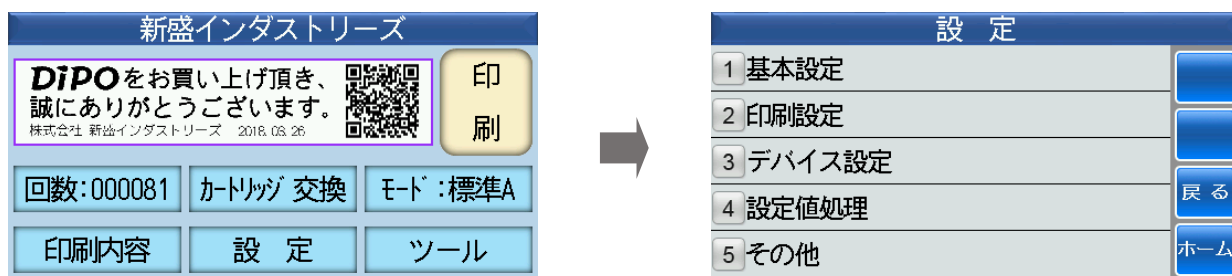 新盛インダストリーズ
DiPOをお買い上げ頂き、
誠にありがとうございます。
株式会社 新盛インダストリーズ 2018.03.26
印刷
回数:000081
ｶｰﾄﾘｯｼﾞ 交換
ﾓｰﾄﾞ:標準A
印刷内容
設 定
ツール
設 定
1 基本設定
2 印刷設定
3 デバイス設定
4 設定値処理
5 その他
戻る
ホーム